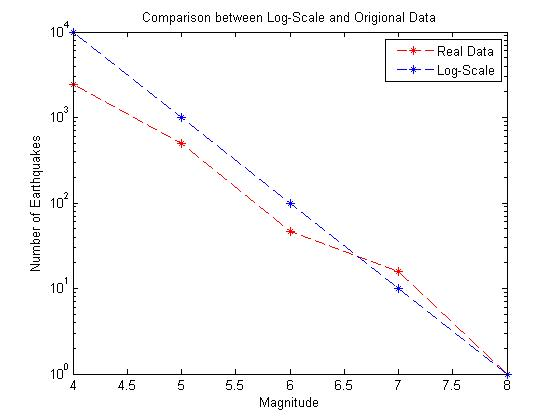 Comparison between Log-Scale and Origional Data
Real Data
Log-Scale
Number of Earthquakes
10^4
10^3
10^2
10^1
10^0
4 4.5 5 5.5 6 6.5 7 7.5 8
Magnitude